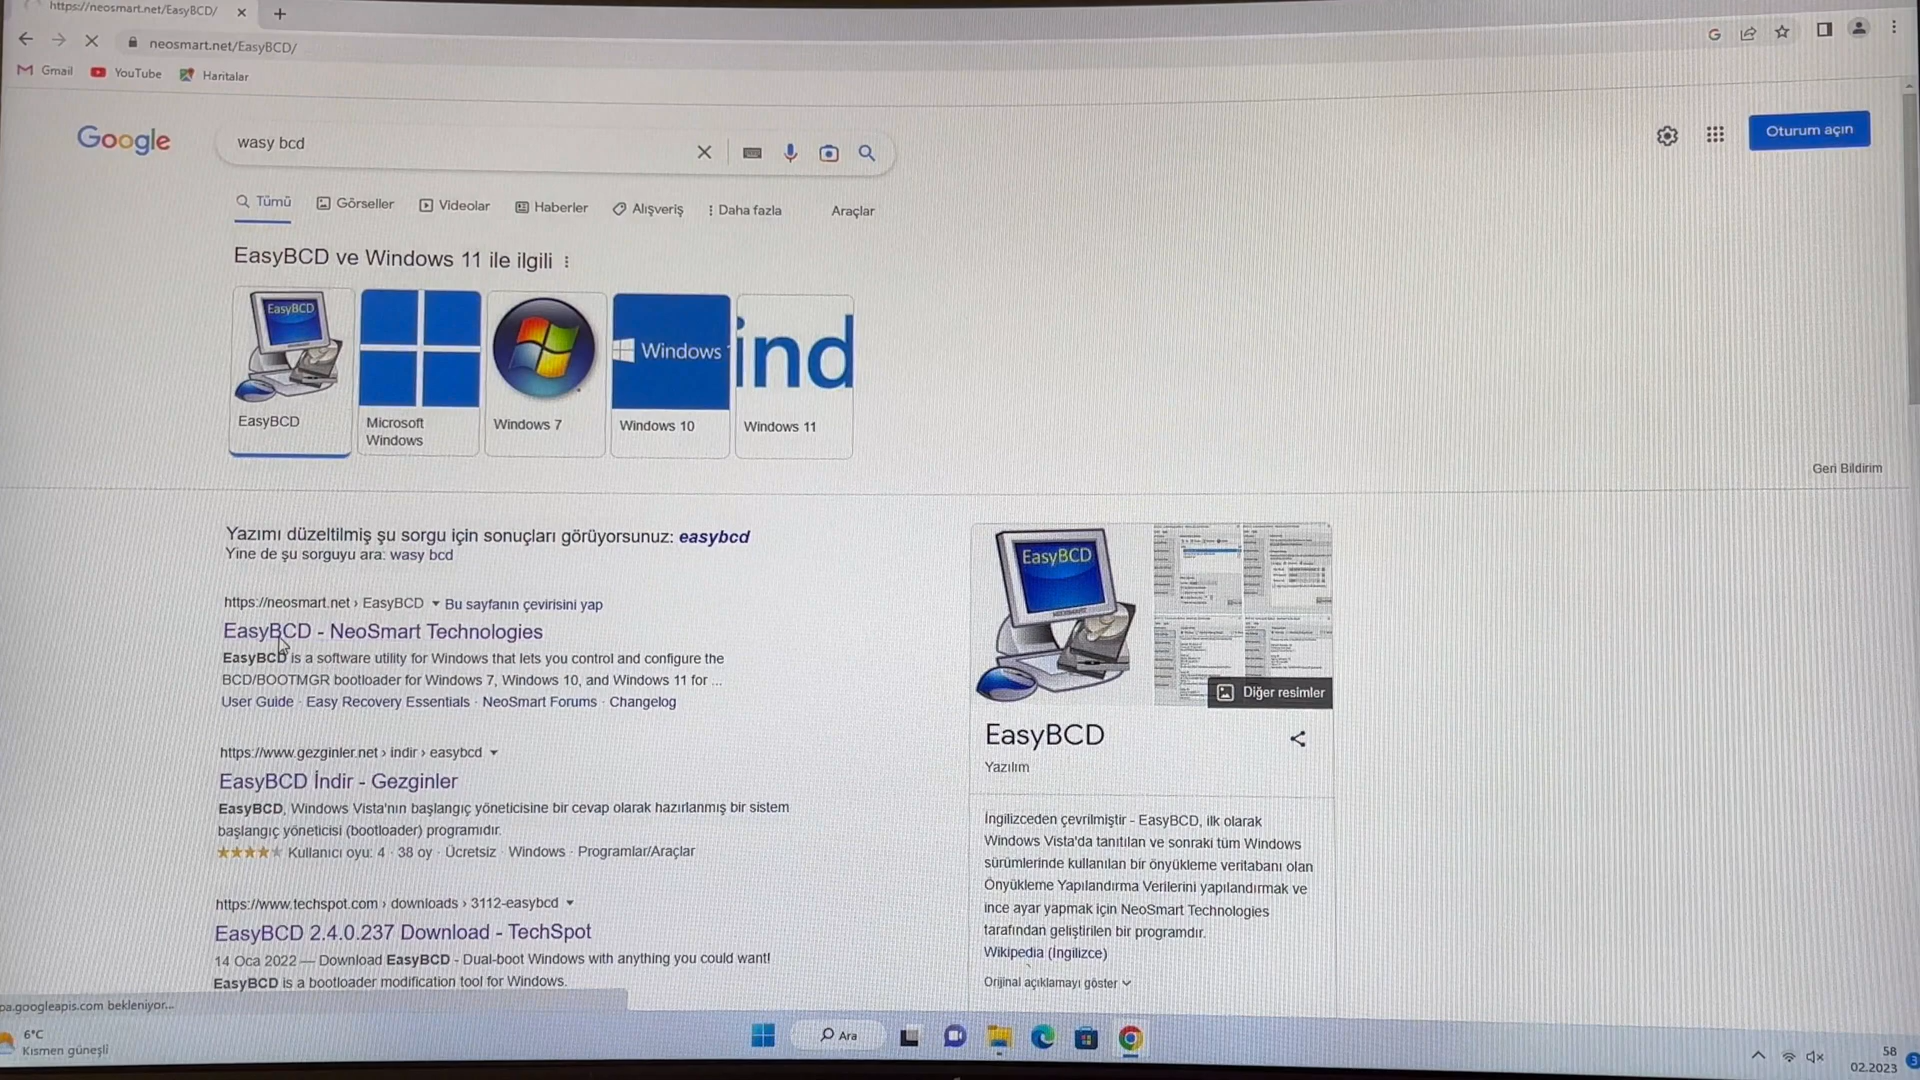 https://neosmart.net/EasyBCD/
neosmart.net/EasyBCD/
Gmail
YouTube
Haritalar
Google
wasy bcd
Oturum açın
Tümü
Görseller
Videolar
Haberler
Alışveriş
Daha fazla
Araçlar
EasyBCD ve Windows 11 ile ilgili
EasyBCD
Windows
ind
EasyBCD
Microsoft
Windows
Windows 7
Windows 10
Windows 11
Geri Bildirim
Yazımı düzeltilmiş şu sorgu için sonuçları görüyorsunuz: easybcd
Yine de şu sorguyu ara: wasy bcd
https://neosmart.net › EasyBCD Bu sayfanın çevirisini yap
EasyBCD - NeoSmart Technologies
EasyBCD is a software utility for Windows that lets you control and configure the
BCD/BOOTMGR bootloader for Windows 7, Windows 10, and Windows 11 for ...
User Guide · Easy Recovery Essentials · NeoSmart Forums · Changelog
https://www.gezginler.net › indir › easybcd
EasyBCD İndir - Gezginler
EasyBCD, Windows Vista'nın başlangıç yöneticisine bir cevap olarak hazırlanmış bir sistem
başlangıç yöneticisi (bootloader) programıdır.
Kullanıcı oyu: 4 · 38 oy · Ücretsiz · Windows · Programlar/Araçlar
https://www.techspot.com › downloads › 3112-easybcd
EasyBCD 2.4.0.237 Download - TechSpot
14 Oca 2022 — Download EasyBCD - Dual-boot Windows with anything you could want!
EasyBCD is a bootloader modification tool for Windows.
EasyBCD
Diğer resimler
EasyBCD
Yazılım
İngilizceden çevrilmiştir - EasyBCD, ilk olarak
Windows Vista'da tanıtılan ve sonraki tüm Windows
sürümlerinde kullanılan bir önyükleme veritabanı olan
Önyükleme Yapılandırma Verilerini yapılandırmak ve
ince ayar yapmak için NeoSmart Technologies
tarafından geliştirilen bir programdır.
Wikipedia (İngilizce)
Orijinal açıklamayı göster
pa.googleapis.com bekleniyor...
6°C
Kısmen güneşli
Ara
58
02.2023
3